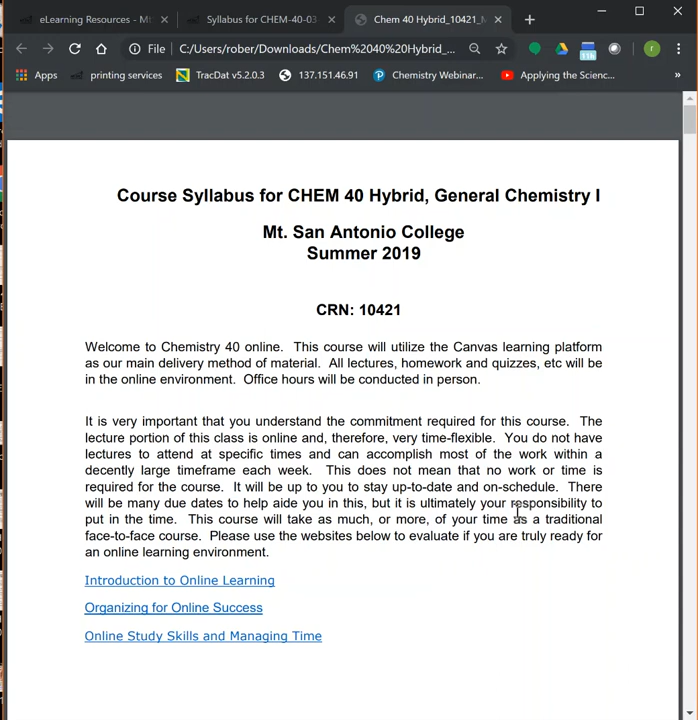 eLearning Resources - Mt
Syllabus for CHEM-40-03
Chem 40 Hybrid_10421_
File | C:/Users/rober/Downloads/Chem%2040%20Hybrid_...
r
Apps printing services TracDat v5.2.0.3 137.151.46.91 Chemistry Webinar... Applying the Scienc... »
Course Syllabus for CHEM 40 Hybrid, General Chemistry I
Mt. San Antonio College
Summer 2019
CRN: 10421
Welcome to Chemistry 40 online. This course will utilize the Canvas learning platform
as our main delivery method of material. All lectures, homework and quizzes, etc will be
in the online environment. Office hours will be conducted in person.
It is very important that you understand the commitment required for this course. The
lecture portion of this class is online and, therefore, very time-flexible. You do not have
lectures to attend at specific times and can accomplish most of the work within a
decently large timeframe each week. This does not mean that no work or time is
required for the course. It will be up to you to stay up-to-date and on-schedule. There
will be many due dates to help aide you in this, but it is ultimately your responsibility to
put in the time. This course will take as much, or more, of your time as a traditional
face-to-face course. Please use the websites below to evaluate if you are truly ready for
an online learning environment.
Introduction to Online Learning
Organizing for Online Success
Online Study Skills and Managing Time